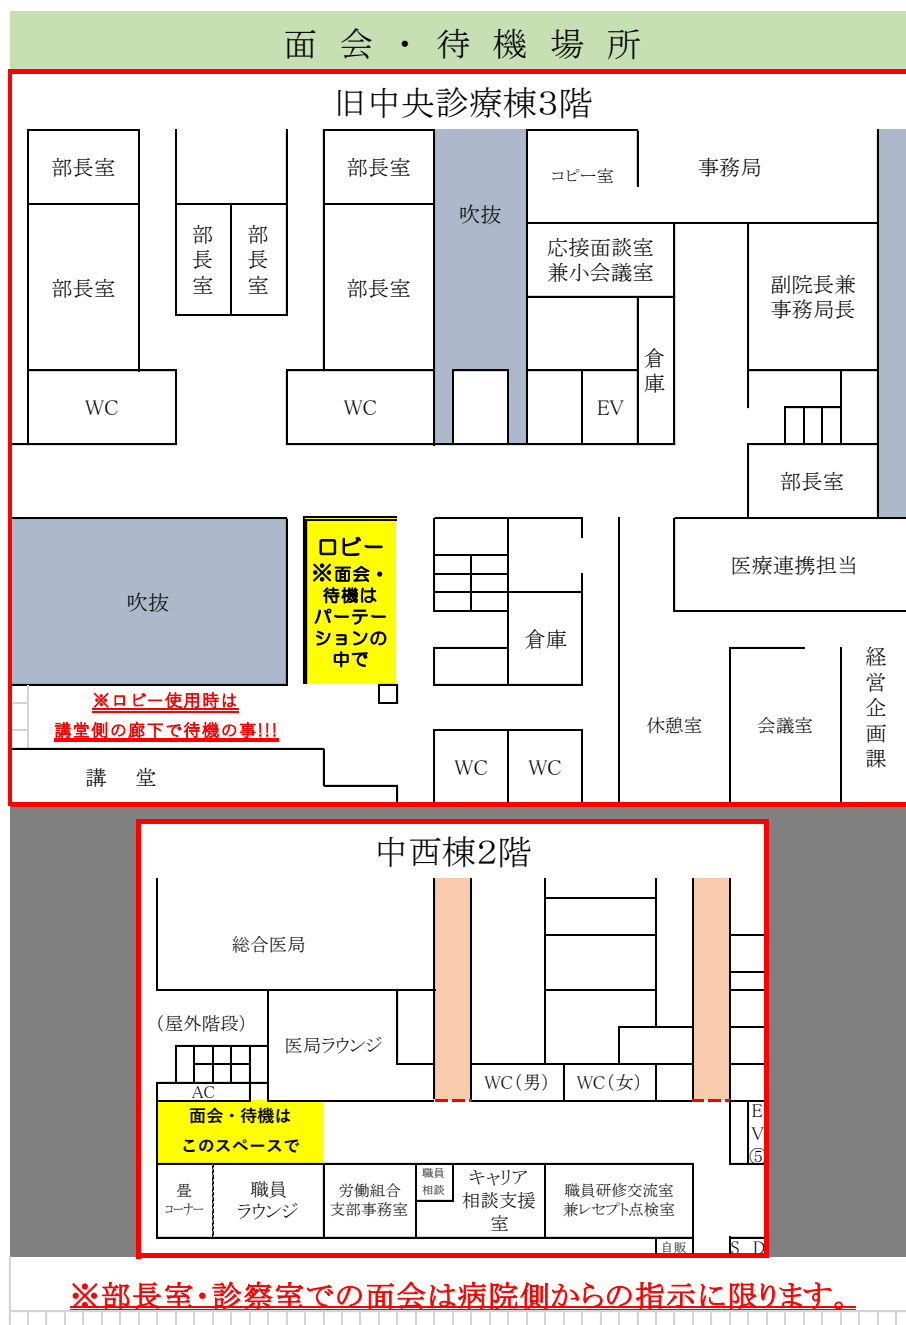 面会・待機場所
旧中央診療棟3階
部長室
部長室
コピー室
事務局
吹抜
部長室
部長室
部長室
部長室
応接面談室
兼小会議室
副院長兼
事務局長
倉庫
WC
WC
EV
部長室
ロビー
※面会・
待機は
パーテー
ションの
中で
医療連携担当
吹抜
倉庫
※ロビー使用時は
講堂側の廊下で待機の事!!!
休憩室
会議室
経営企画課
講　堂
WC
WC
中西棟2階
総合医局
(屋外階段)
医局ラウンジ
WC(男)
WC(女)
AC
面会・待機は
このスペースで
EV⑤
畳
コーナー
職員
ラウンジ
労働組合
支部事務室
職員
相談
キャリア
相談支援
室
職員研修交流室
兼レセプト点検室
自販
S D
※部長室・診察室での面会は病院側からの指示に限ります。